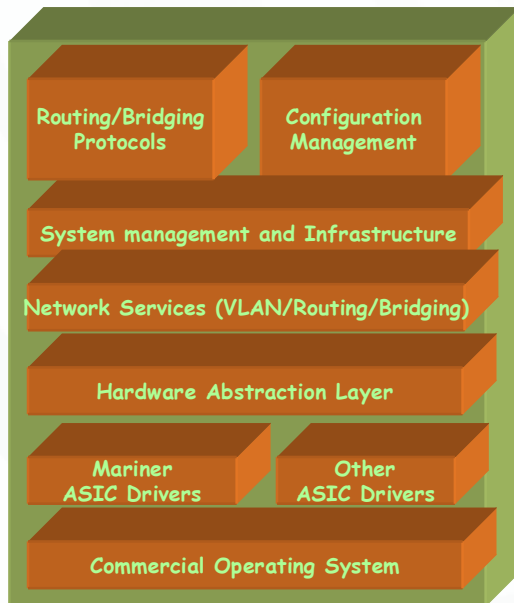 Routing/Bridging
Protocols
Configuration
Management
System management and Infrastructure
Network Services (VLAN/Routing/Bridging)
Hardware Abstraction Layer
Mariner
ASIC Drivers
Other
ASIC Drivers
Commercial Operating System